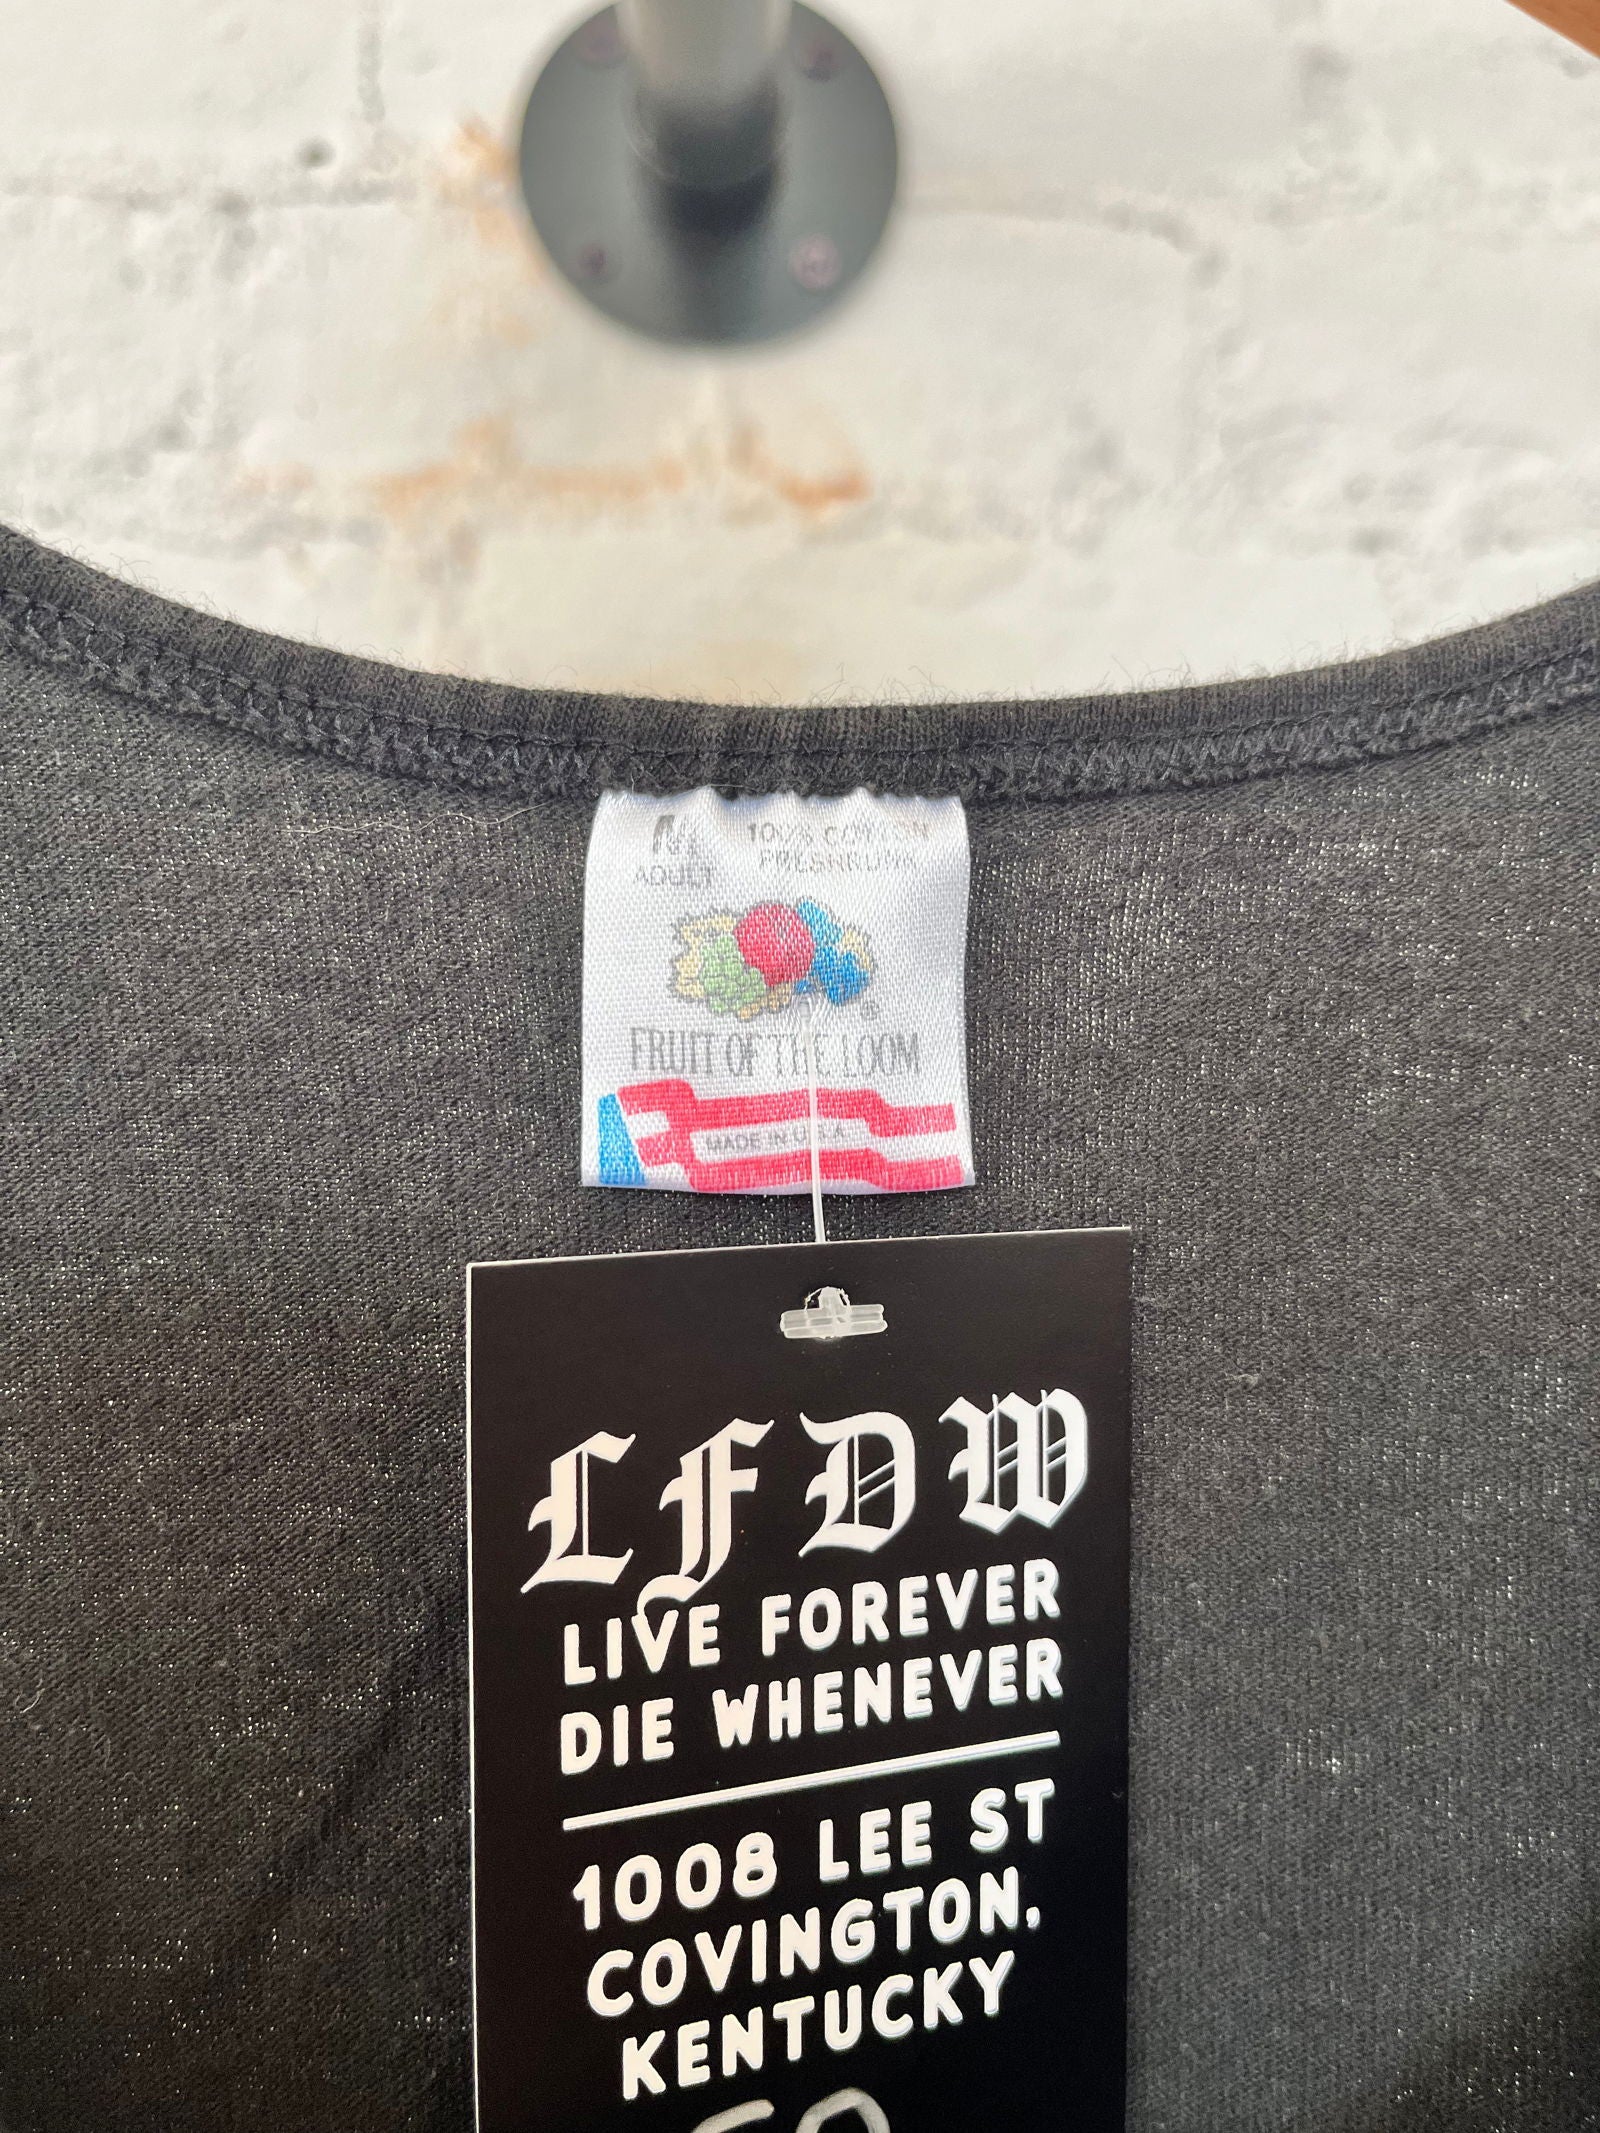 M 100% COTTON
ADULT PRESHRUNK
FRUIT OF THE LOOM
MADE IN U.S.A.
LFDW
LIVE FOREVER
DIE WHENEVER
1008 LEE ST
COVINGTON,
KENTUCKY